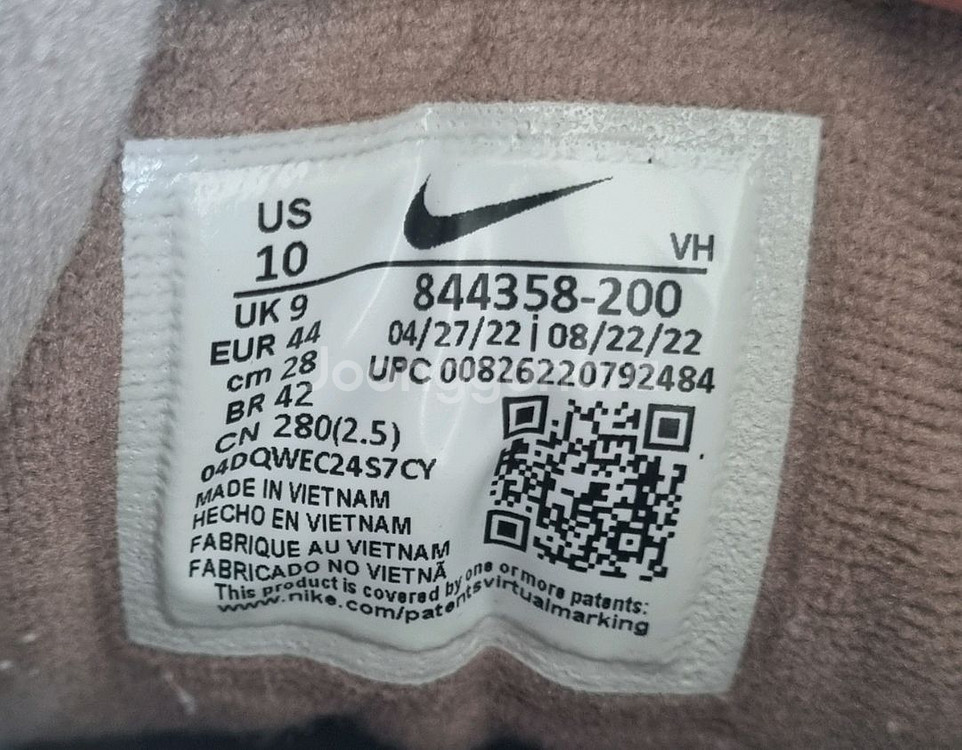 US
10
VH
UK 9
EUR 44
cm 28
BR 42
CN 280(2.5)
04DQWEC24S7CY
844358-200
04/27/22 | 08/22/22
UPC 00826220792484
MADE IN VIETNAM
HECHO EN VIETNAM
FABRIQUE AU VIETNAM
FABRICADO NO VIETNÃ
This product is covered by one or more patents:
www.nike.com/patentsvirtualmarking